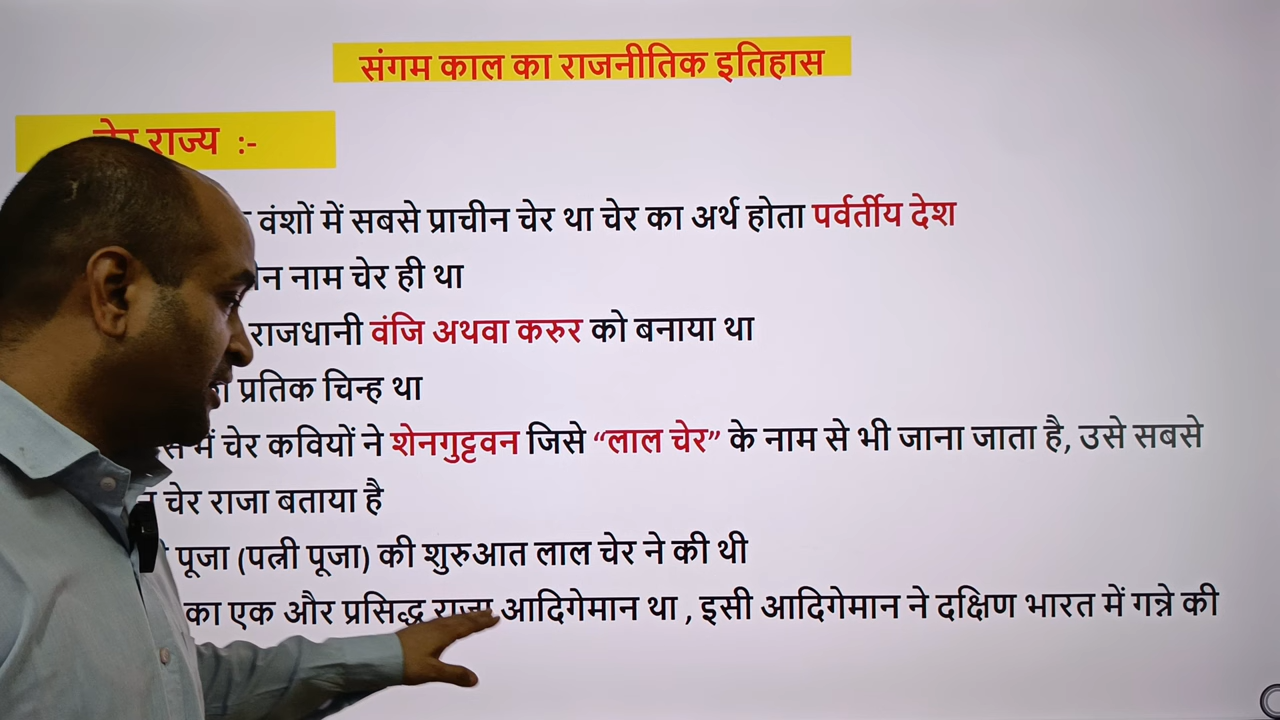 संगम काल का राजनीतिक इतिहास
राज्य :-
वंशों में सबसे प्राचीन चेर था चेर का अर्थ होता पर्वर्तीय देश
नाम चेर ही था
राजधानी वंजि अथवा करुर को बनाया था
प्रतिक चिन्ह था
में चेर कवियों ने शेनगुट्टवन जिसे “लाल चेर” के नाम से भी जाना जाता है, उसे सबसे
चेर राजा बताया है
पूजा (पत्नी पूजा) की शुरुआत लाल चेर ने की थी
का एक और प्रसिद्ध राजा आदिगेमान था , इसी आदिगेमान ने दक्षिण भारत में गन्ने की